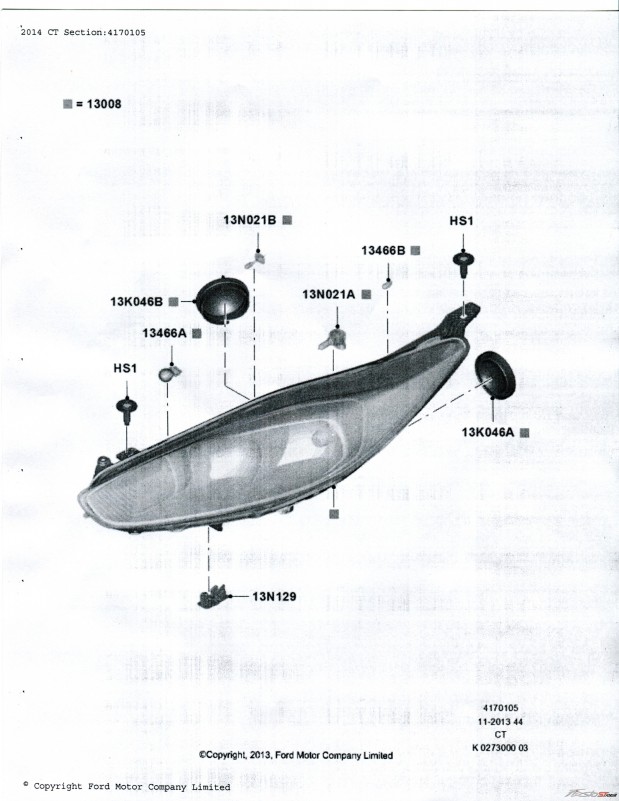 2014 CT Section:4170105
= 13008
13N021B
HS1
13466B
13N021A
13K046B
13466A
HS1
13K046A
13N129
4170105
11-2013 44
CT
K 0273000 03
©Copyright, 2013, Ford Motor Company Limited
© Copyright Ford Motor Company Limited